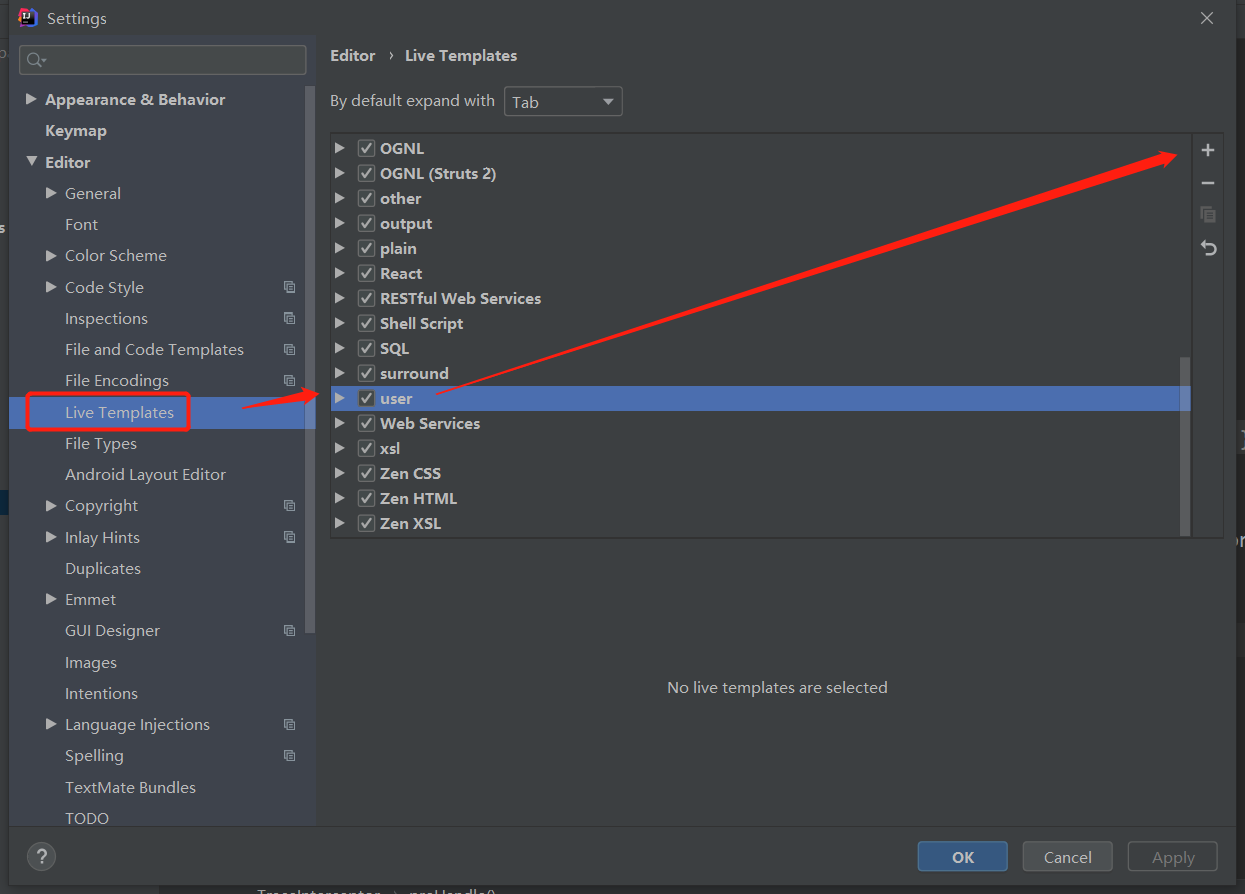 Settings
Appearance & Behavior
Keymap
Editor
General
Font
Color Scheme
Code Style
Inspections
File and Code Templates
File Encodings
Live Templates
File Types
Android Layout Editor
Copyright
Inlay Hints
Duplicates
Emmet
GUI Designer
Images
Intentions
Language Injections
Spelling
TextMate Bundles
TODO
Editor › Live Templates
By default expand with Tab
OGNL
OGNL (Struts 2)
other
output
plain
React
RESTful Web Services
Shell Script
SQL
surround
user
Web Services
xsl
Zen CSS
Zen HTML
Zen XSL
No live templates are selected
?
OK
Cancel
Apply